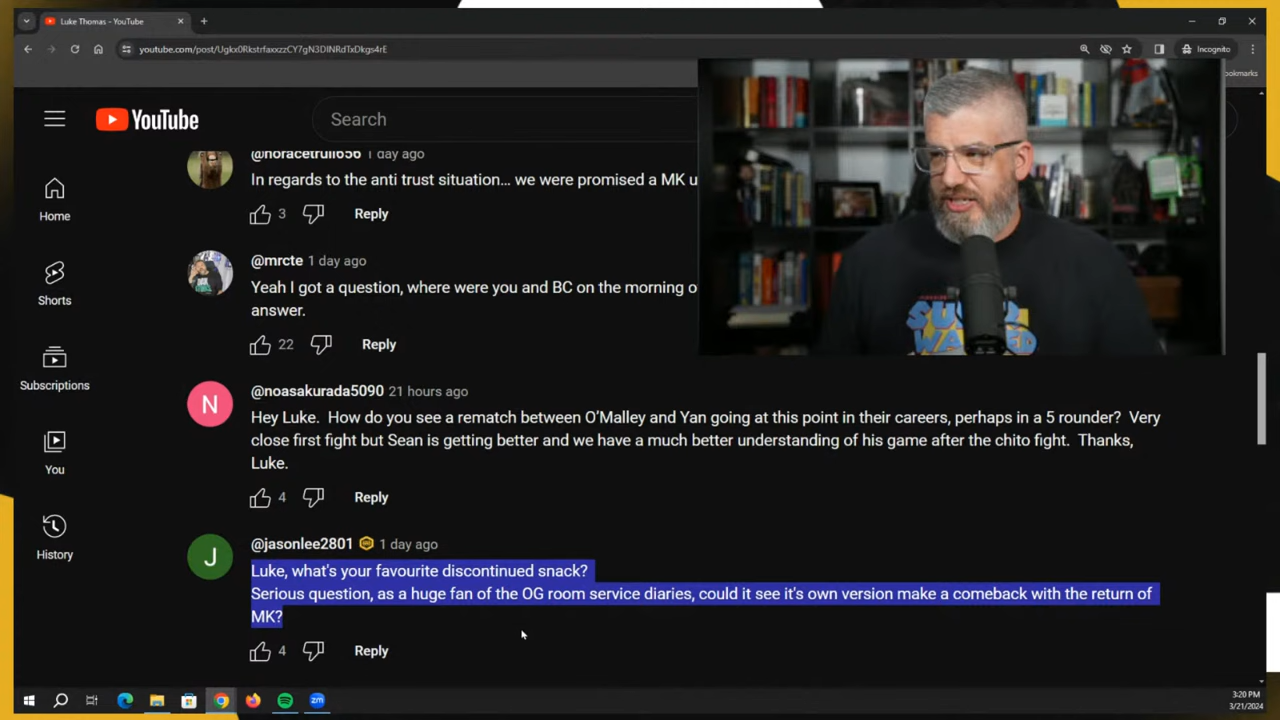 Luke Thomas - YouTube
youtube.com/post/Ugkx0RkstrfaxxzzCY7gN3DINRdTxDkgs4rE
Incognito
ookmarks
YouTube
Search
Home
Shorts
Subscriptions
You
History
@horacetrull656 1 day ago
In regards to the anti trust situation... we were promised a MK u
3
Reply
@mrcte 1 day ago
Yeah I got a question, where were you and BC on the morning o
answer.
22
Reply
N
@noasakurada5090 21 hours ago
Hey Luke. How do you see a rematch between O'Malley and Yan going at this point in their careers, perhaps in a 5 rounder? Very
close first fight but Sean is getting better and we have a much better understanding of his game after the chito fight. Thanks,
Luke.
4
Reply
J
@jasonlee2801 1 day ago
Luke, what's your favourite discontinued snack?
Serious question, as a huge fan of the OG room service diaries, could it see it's own version make a comeback with the return of
MK?
4
Reply
zm
3:20 PM
3/21/2024